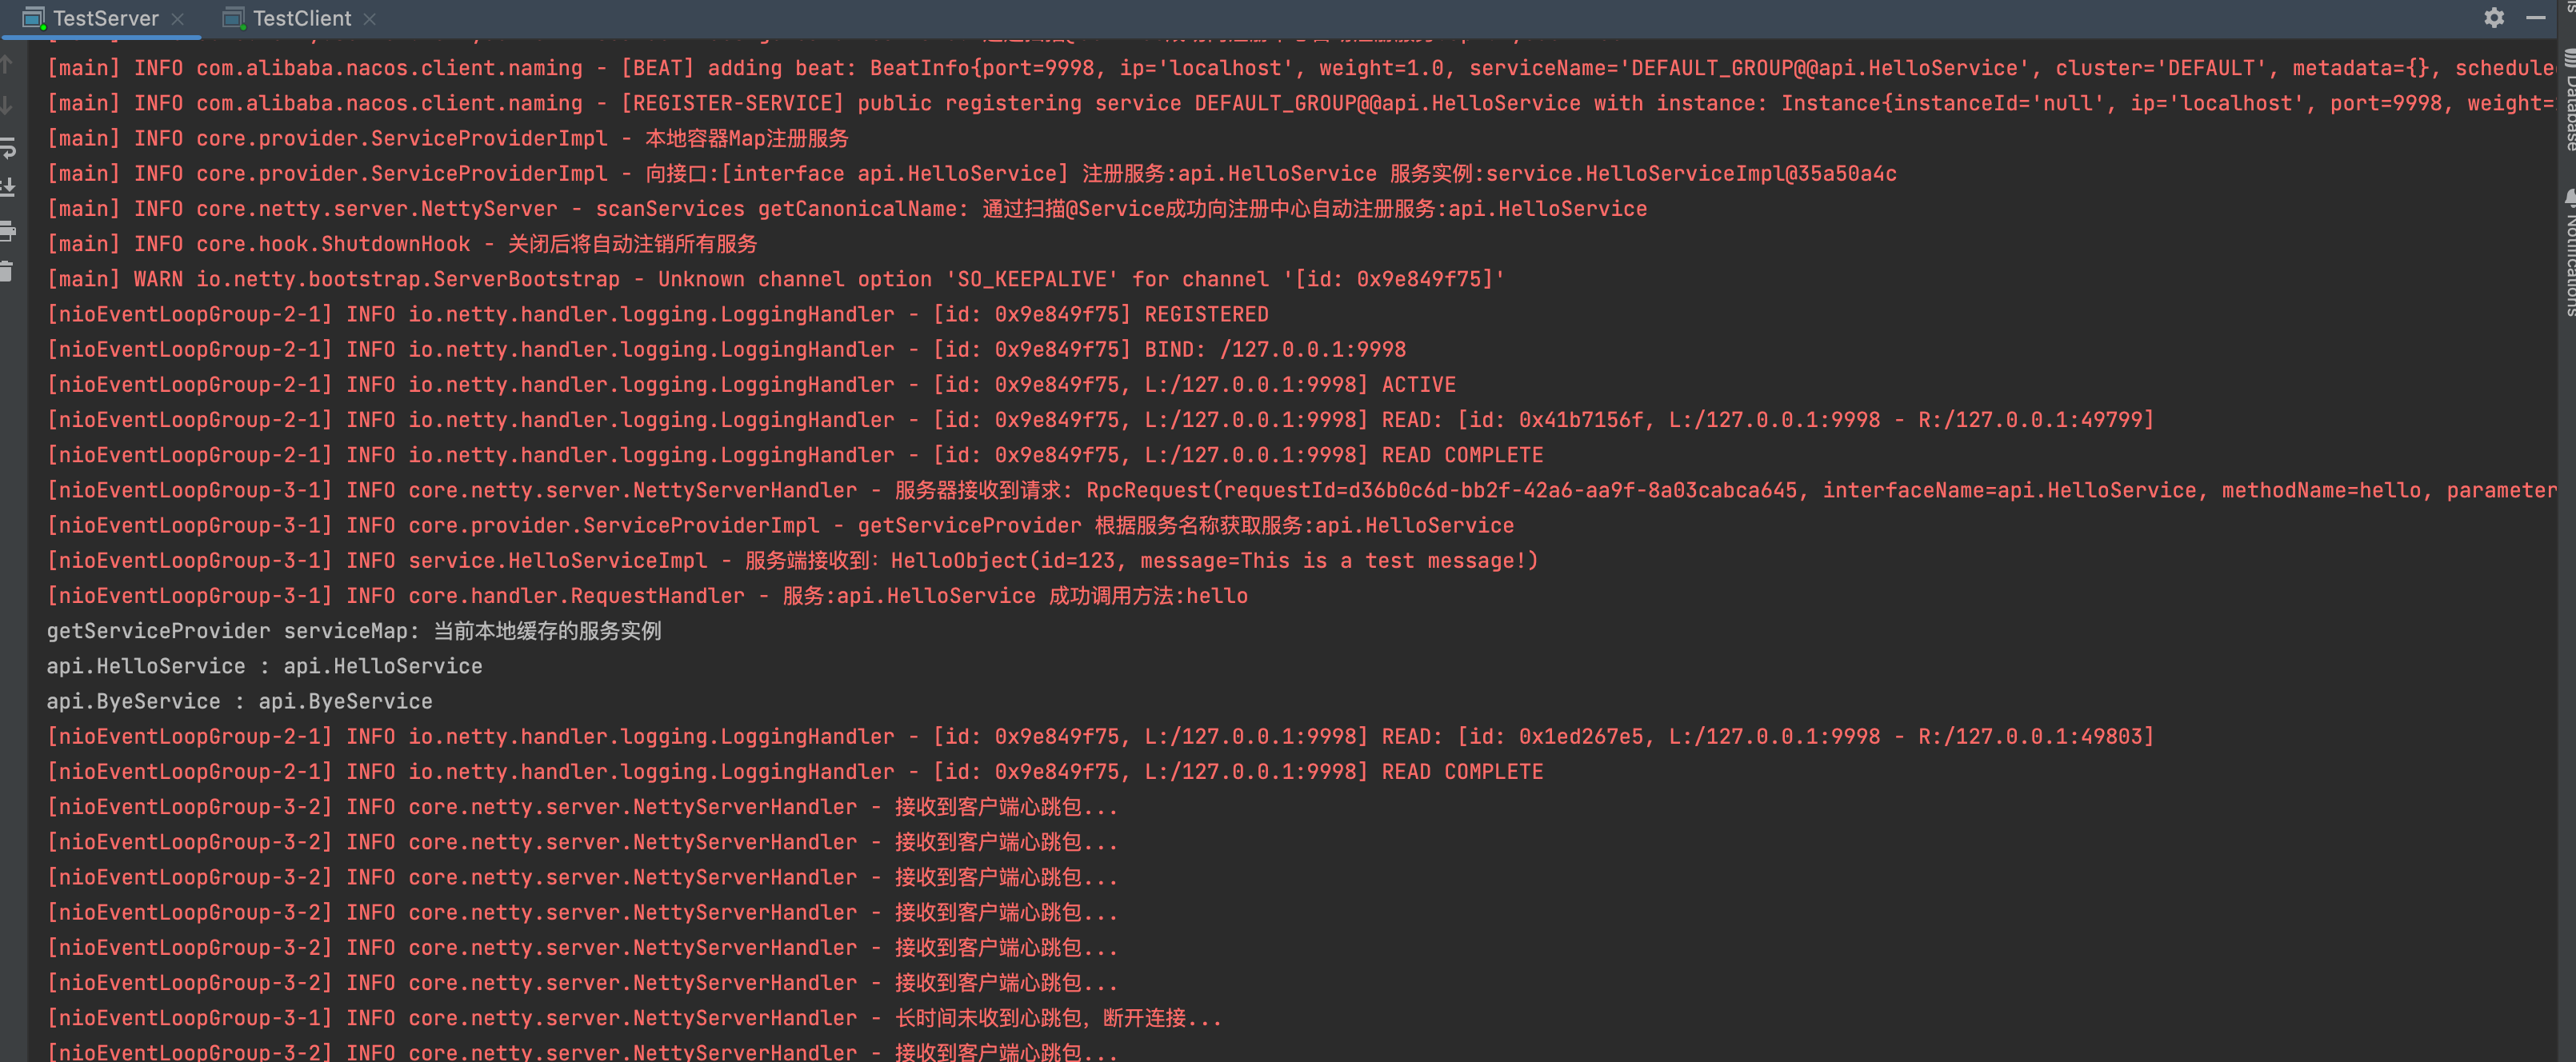 TestServer
TestClient
[main] INFO com.alibaba.nacos.client.naming - [BEAT] adding beat: BeatInfo{port=9998, ip='localhost', weight=1.0, serviceName='DEFAULT_GROUP@@api.HelloService', cluster='DEFAULT', metadata={}, schedule
[main] INFO com.alibaba.nacos.client.naming - [REGISTER-SERVICE] public registering service DEFAULT_GROUP@@api.HelloService with instance: Instance{instanceId='null', ip='localhost', port=9998, weight=
[main] INFO core.provider.ServiceProviderImpl - 本地容器Map注册服务
[main] INFO core.provider.ServiceProviderImpl - 向接口:[interface api.HelloService] 注册服务:api.HelloService 服务实例:service.HelloServiceImpl@35a50a4c
[main] INFO core.netty.server.NettyServer - scanServices getCanonicalName: 通过扫描@Service成功向注册中心自动注册服务:api.HelloService
[main] INFO core.hook.ShutdownHook - 关闭后将自动注销所有服务
[main] WARN io.netty.bootstrap.ServerBootstrap - Unknown channel option 'SO_KEEPALIVE' for channel '[id: 0x9e849f75]'
[nioEventLoopGroup-2-1] INFO io.netty.handler.logging.LoggingHandler - [id: 0x9e849f75] REGISTERED
[nioEventLoopGroup-2-1] INFO io.netty.handler.logging.LoggingHandler - [id: 0x9e849f75] BIND: /127.0.0.1:9998
[nioEventLoopGroup-2-1] INFO io.netty.handler.logging.LoggingHandler - [id: 0x9e849f75, L:/127.0.0.1:9998] ACTIVE
[nioEventLoopGroup-2-1] INFO io.netty.handler.logging.LoggingHandler - [id: 0x9e849f75, L:/127.0.0.1:9998] READ: [id: 0x41b7156f, L:/127.0.0.1:9998 - R:/127.0.0.1:49799]
[nioEventLoopGroup-2-1] INFO io.netty.handler.logging.LoggingHandler - [id: 0x9e849f75, L:/127.0.0.1:9998] READ COMPLETE
[nioEventLoopGroup-3-1] INFO core.netty.server.NettyServerHandler - 服务器接收到请求: RpcRequest(requestId=d36b0c6d-bb2f-42a6-aa9f-8a03cabca645, interfaceName=api.HelloService, methodName=hello, parameter
[nioEventLoopGroup-3-1] INFO core.provider.ServiceProviderImpl - getServiceProvider 根据服务名称获取服务:api.HelloService
[nioEventLoopGroup-3-1] INFO service.HelloServiceImpl - 服务端接收到：HelloObject(id=123, message=This is a test message!)
[nioEventLoopGroup-3-1] INFO core.handler.RequestHandler - 服务:api.HelloService 成功调用方法:hello
getServiceProvider serviceMap: 当前本地缓存的服务实例
api.HelloService : api.HelloService
api.ByeService : api.ByeService
[nioEventLoopGroup-2-1] INFO io.netty.handler.logging.LoggingHandler - [id: 0x9e849f75, L:/127.0.0.1:9998] READ: [id: 0x1ed267e5, L:/127.0.0.1:9998 - R:/127.0.0.1:49803]
[nioEventLoopGroup-2-1] INFO io.netty.handler.logging.LoggingHandler - [id: 0x9e849f75, L:/127.0.0.1:9998] READ COMPLETE
[nioEventLoopGroup-3-2] INFO core.netty.server.NettyServerHandler - 接收到客户端心跳包...
[nioEventLoopGroup-3-2] INFO core.netty.server.NettyServerHandler - 接收到客户端心跳包...
[nioEventLoopGroup-3-2] INFO core.netty.server.NettyServerHandler - 接收到客户端心跳包...
[nioEventLoopGroup-3-2] INFO core.netty.server.NettyServerHandler - 接收到客户端心跳包...
[nioEventLoopGroup-3-2] INFO core.netty.server.NettyServerHandler - 接收到客户端心跳包...
[nioEventLoopGroup-3-2] INFO core.netty.server.NettyServerHandler - 接收到客户端心跳包...
[nioEventLoopGroup-3-1] INFO core.netty.server.NettyServerHandler - 长时间未收到心跳包，断开连接...
[nioEventLoopGroup-3-2] INFO core.netty.server.NettyServerHandler - 接收到客户端心跳包...
Database
Notifications